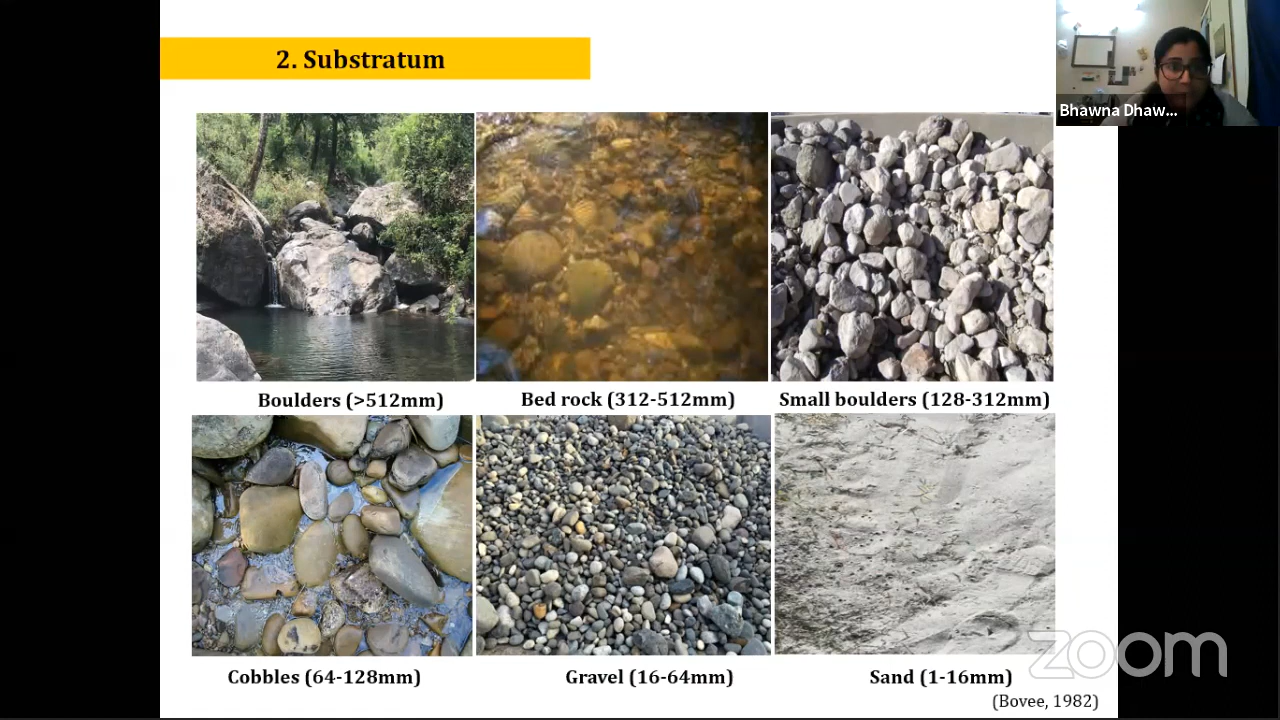 2. Substratum
Bhawna Dhaw...
Boulders (>512mm)
Bed rock (312-512mm)
Small boulders (128-312mm)
Cobbles (64-128mm)
Gravel (16-64mm)
Sand (1-16mm)
(Bovee, 1982)
zoom